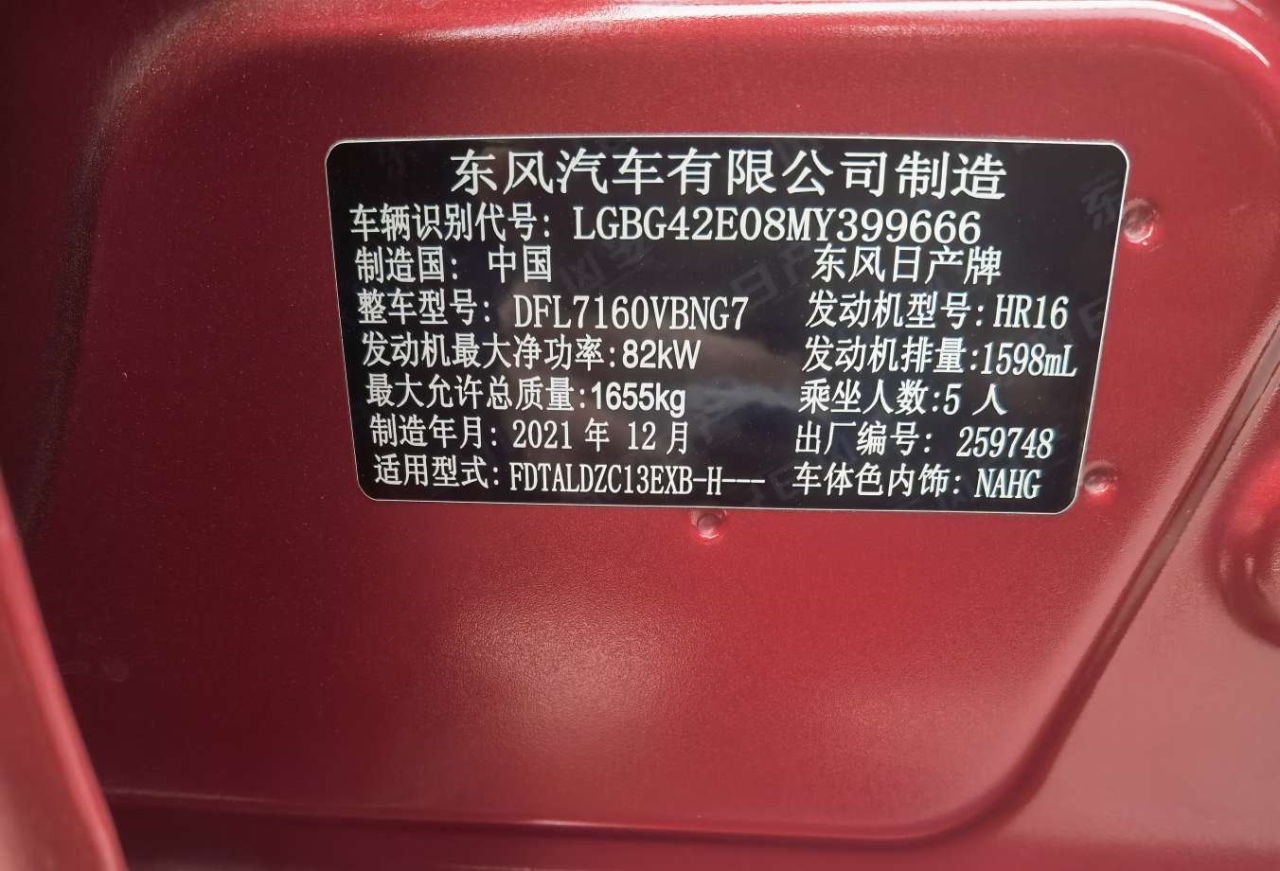 东风汽车有限公司制造
车辆识别代号: LGBG42E08MY399666
制造国: 中国 东风日产牌
整车型号: DFL7160VBNG7 发动机型号: HR16
发动机最大净功率:82kW 发动机排量:1598mL
最大允许总质量:1655kg 乘坐人数:5 人
制造年月: 2021 年 12 月 出厂编号: 259748
适用型式: FDTALDZC13EXB-H--- 车体色内饰: NAHG